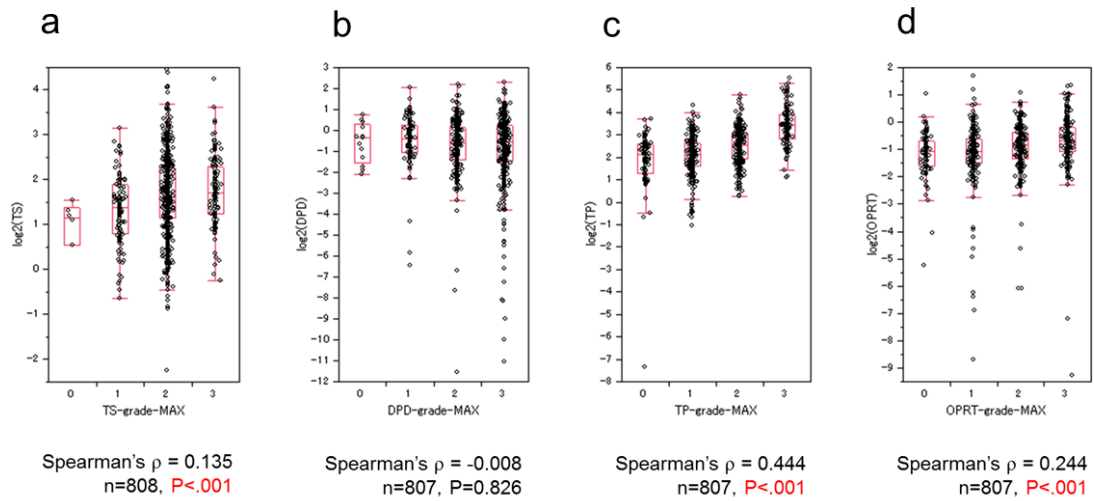 a
b
c
d
log2(TS)
4
3
2
1
0
-1
-2
0 1 2 3
TS-grade-MAX
log2(DPD)
3
2
1
0
-1
-2
-3
-4
-5
-6
-7
-8
-9
-10
-11
-12
0 1 2 3
DPD-grade-MAX
log2(TP)
6
5
4
3
2
1
0
-1
-2
-3
-4
-5
-6
-7
-8
0 1 2 3
TP-grade-MAX
log2(OPRT)
2
1
0
-1
-2
-3
-4
-5
-6
-7
-8
-9
0 1 2 3
OPRT-grade-MAX
Spearman's ρ = 0.135
n=808, P<.001
Spearman's ρ = -0.008
n=807, P=0.826
Spearman's ρ = 0.444
n=807, P<.001
Spearman's ρ = 0.244
n=807, P<.001